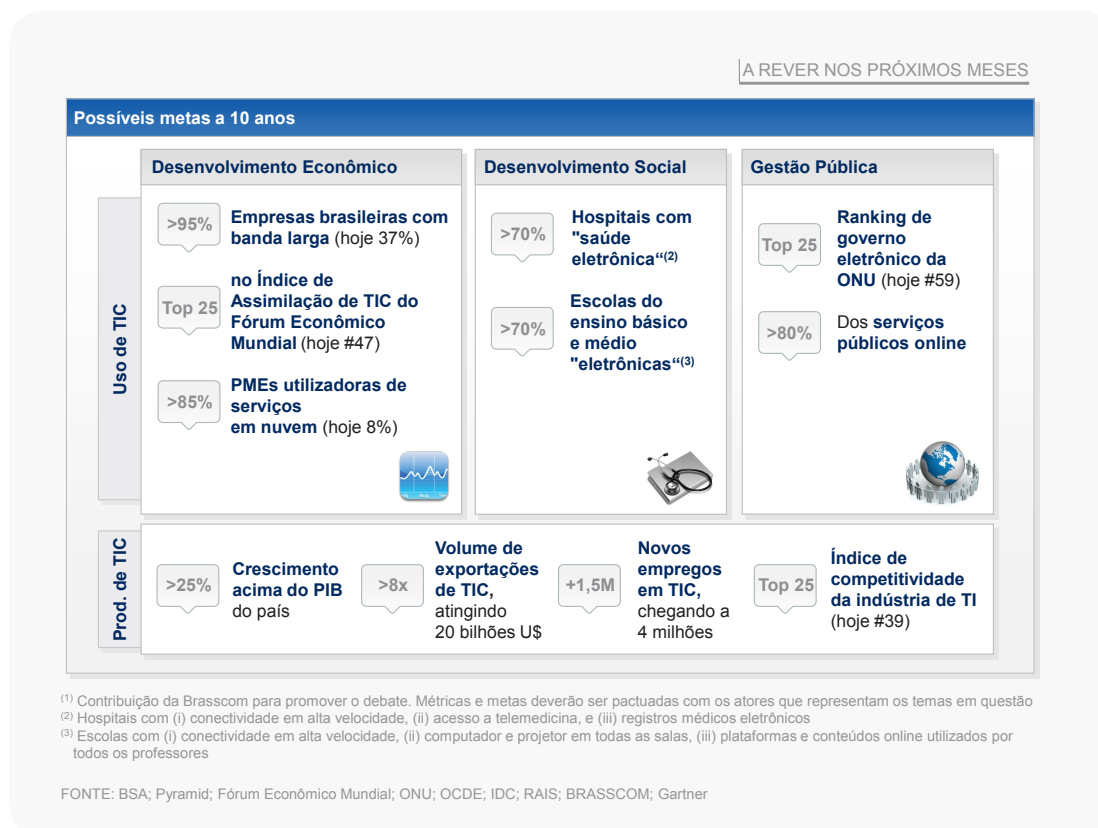 A REVER NOS PRÓXIMOS MESES
Possíveis metas a 10 anos
Uso de TIC
Desenvolvimento Econômico
>95%
Empresas brasileiras com
banda larga (hoje 37%)
Top 25
no Índice de
Assimilação de TIC do
Fórum Econômico
Mundial (hoje #47)
>85%
PMEs utilizadoras de
serviços
em nuvem (hoje 8%)
Desenvolvimento Social
>70%
Hospitais com
"saúde
eletrônica“(2)
>70%
Escolas do
ensino básico
e médio
"eletrônicas“(3)
Gestão Pública
Top 25
Ranking de
governo
eletrônico da
ONU (hoje #59)
>80%
Dos serviços
públicos online
Prod. de TIC
>25%
Crescimento
acima do PIB
do país
>8x
Volume de
exportações
de TIC,
atingindo
20 bilhões U$
+1,5M
Novos
empregos
em TIC,
chegando a
4 milhões
Top 25
Índice de
competitividade
da indústria de TI
(hoje #39)
(1) Contribuição da Brasscom para promover o debate. Métricas e metas deverão ser pactuadas com os atores que representam os temas em questão
(2) Hospitais com (i) conectividade em alta velocidade, (ii) acesso a telemedicina, e (iii) registros médicos eletrônicos
(3) Escolas com (i) conectividade em alta velocidade, (ii) computador e projetor em todas as salas, (iii) plataformas e conteúdos online utilizados por
todos os professores
FONTE: BSA; Pyramid; Fórum Econômico Mundial; ONU; OCDE; IDC; RAIS; BRASSCOM; Gartner